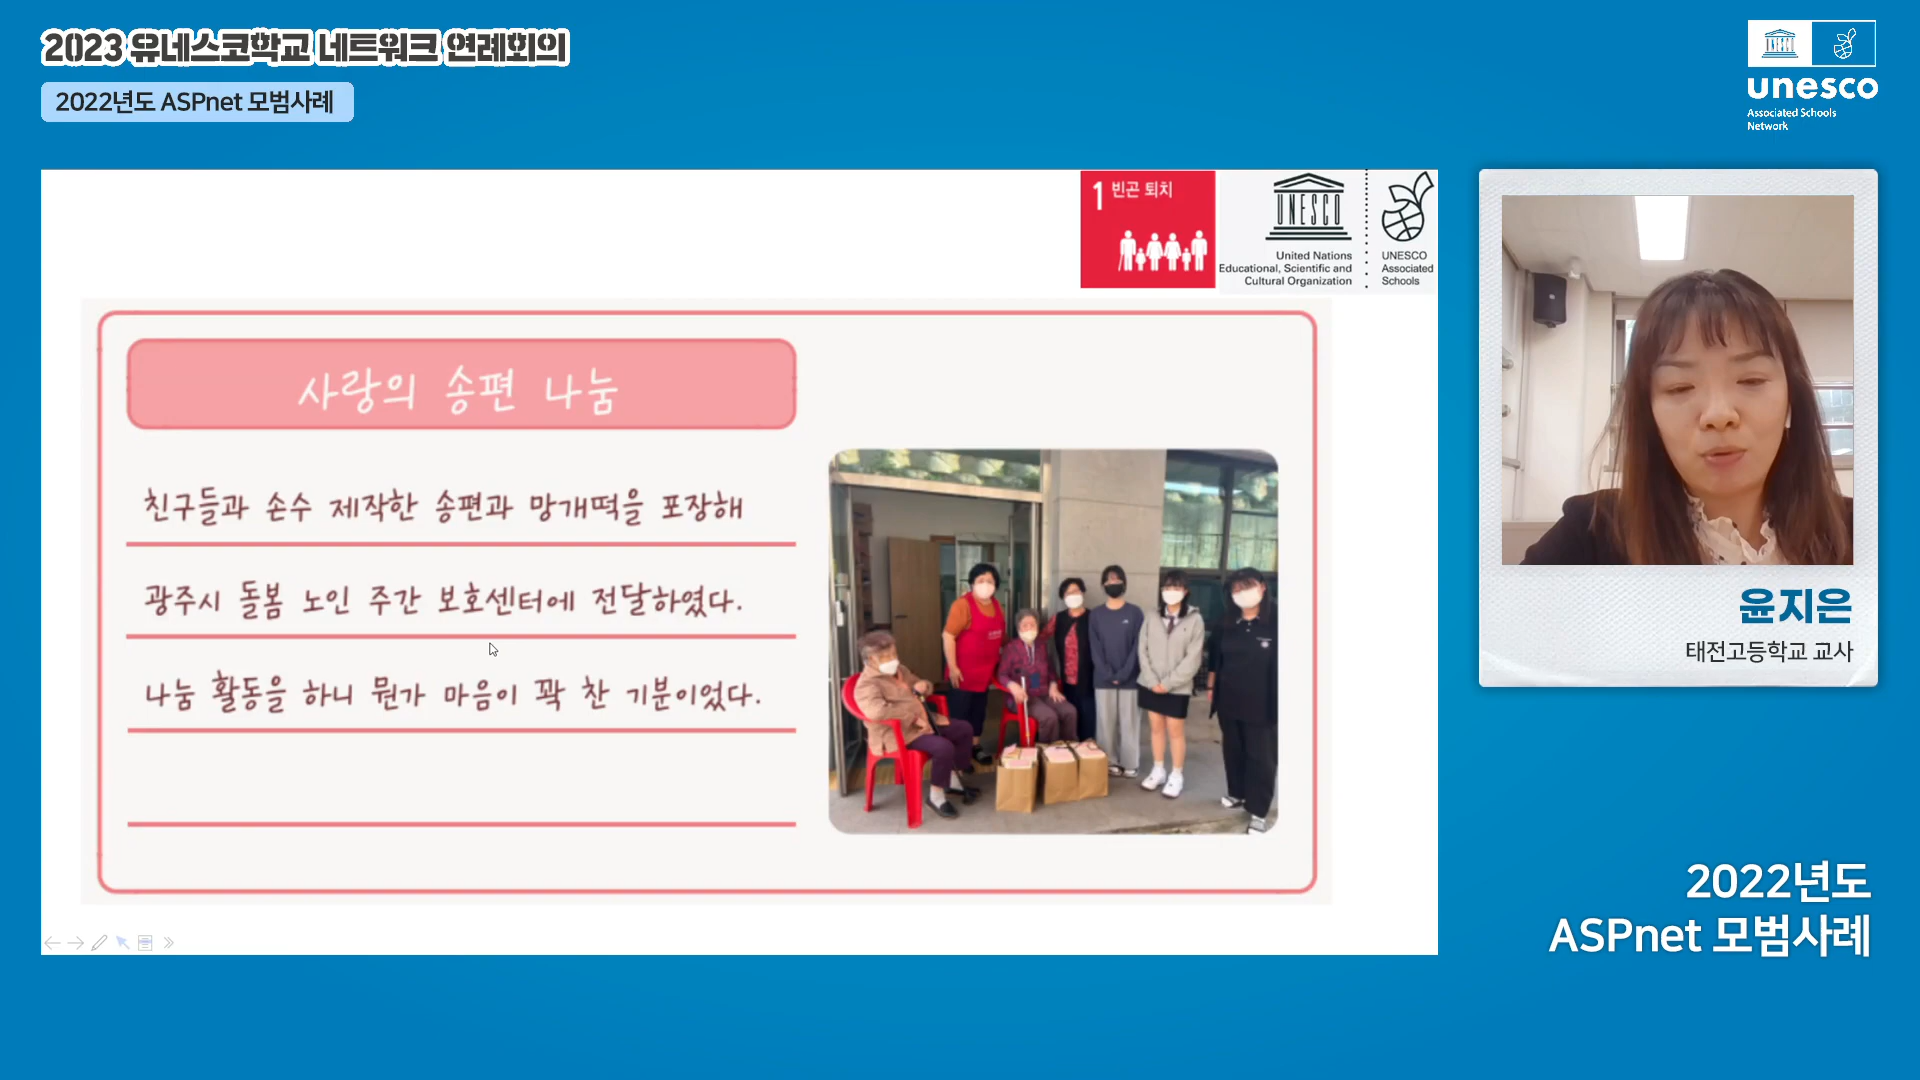 2023 유네스코학교 네트워크 연례회의
2022년도 ASPnet 모범사례
UNESCO
unesco
Associated Schools
Network
1 빈곤 퇴치
UNESCO
United Nations
Educational, Scientific and
Cultural Organization
UNESCO
Associated
Schools
사랑의 송편 나눔
친구들과 손수 제작한 송편과 망개떡을 포장해
광주시 돌봄 노인 주간 보호센터에 전달하였다.
나눔 활동을 하니 뭔가 마음이 꽉 찬 기분이었다.
윤지은
태전고등학교 교사
2022년도
ASPnet 모범사례